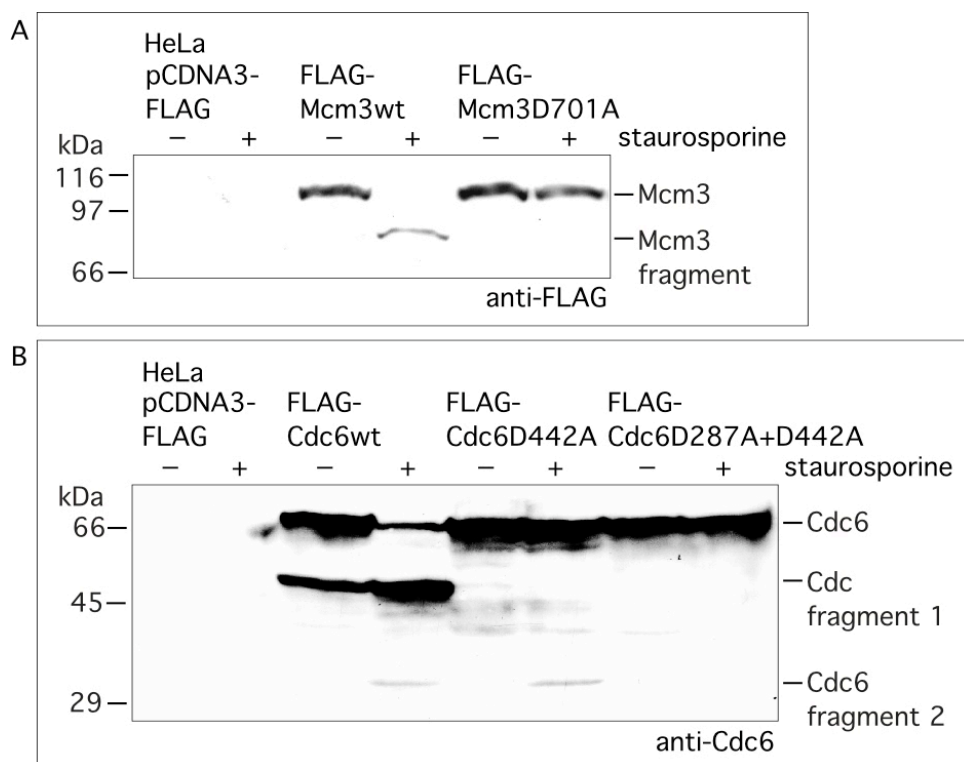 A
HeLa
pCDNA3- FLAG- FLAG-
FLAG Mcm3wt Mcm3D701A
– + – + – + staurosporine
kDa
116
Mcm3
97
Mcm3
66 fragment
anti-FLAG
B
HeLa
pCDNA3- FLAG- FLAG- FLAG-
FLAG Cdc6wt Cdc6D442A Cdc6D287A+D442A
– + – + – + – + staurosporine
kDa
66 Cdc6
Cdc
45 fragment 1
Cdc6
29 fragment 2
anti-Cdc6